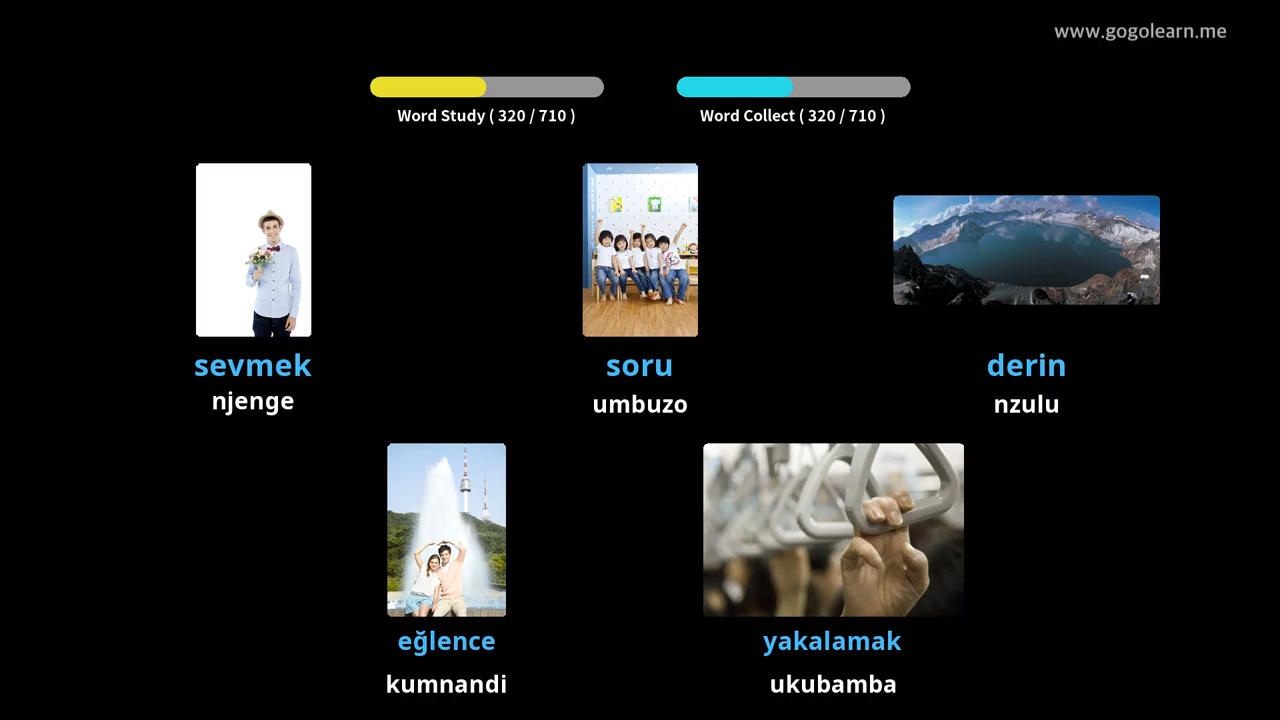 www.gogolearn.me
Word Study ( 320 / 710 )
Word Collect ( 320 / 710 )
sevmek
njenge
soru
umbuzo
derin
nzulu
eğlence
kumnandi
yakalamak
ukubamba